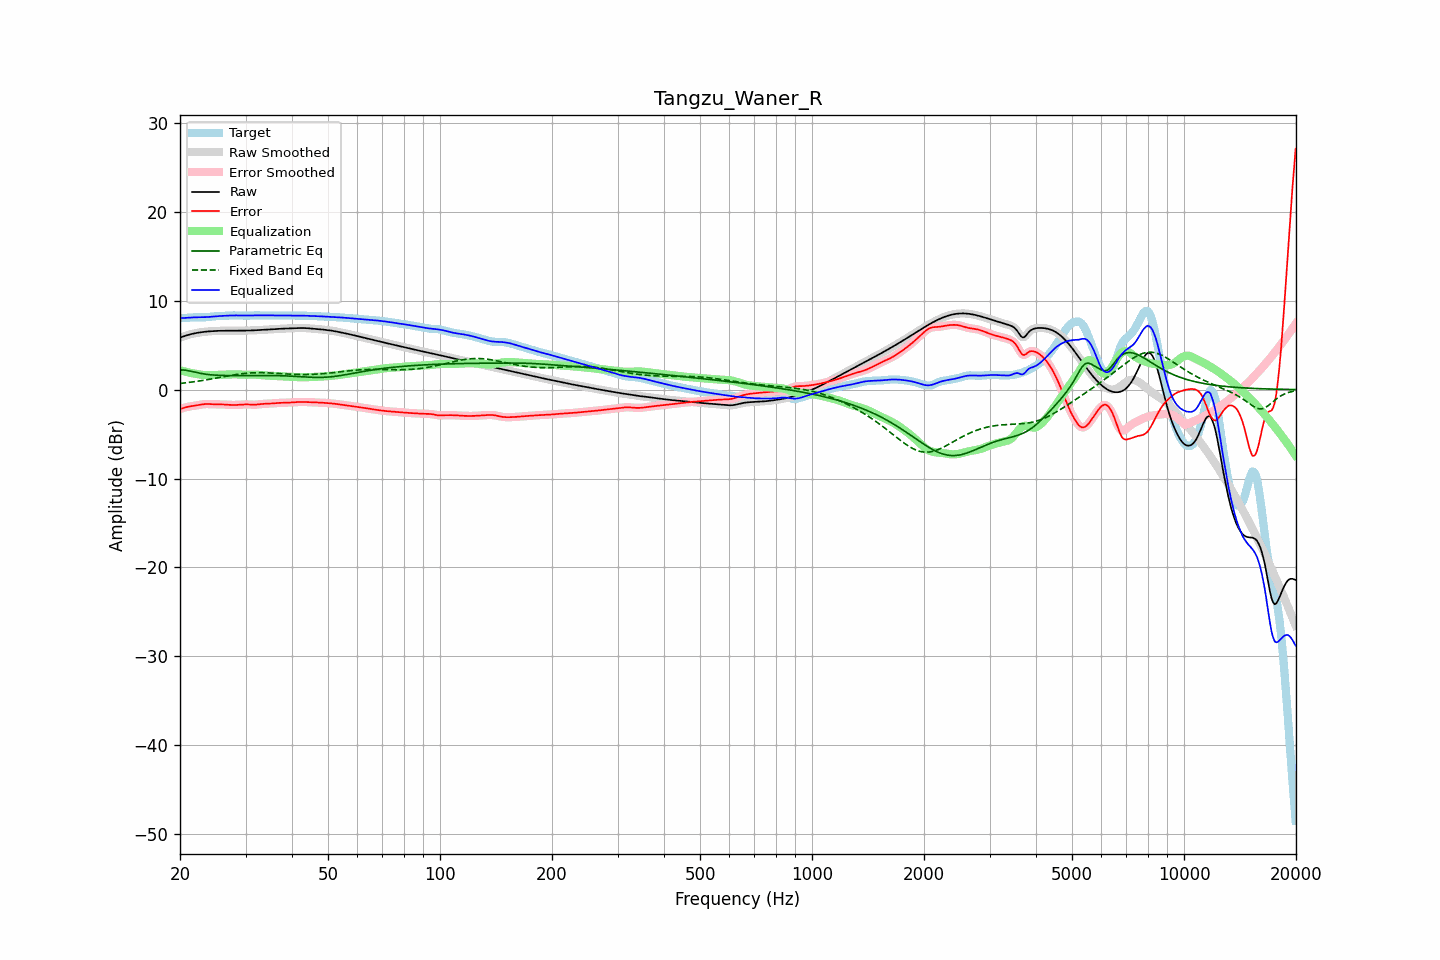 Tangzu_Waner_R
Target
Raw Smoothed
Error Smoothed
Raw
Error
Equalization
Parametric Eq
Fixed Band Eq
Equalized
30
20
10
0
−10
−20
−30
−40
−50
Amplitude (dBr)
20
50
100
200
500
1000
2000
5000
10000
20000
Frequency (Hz)